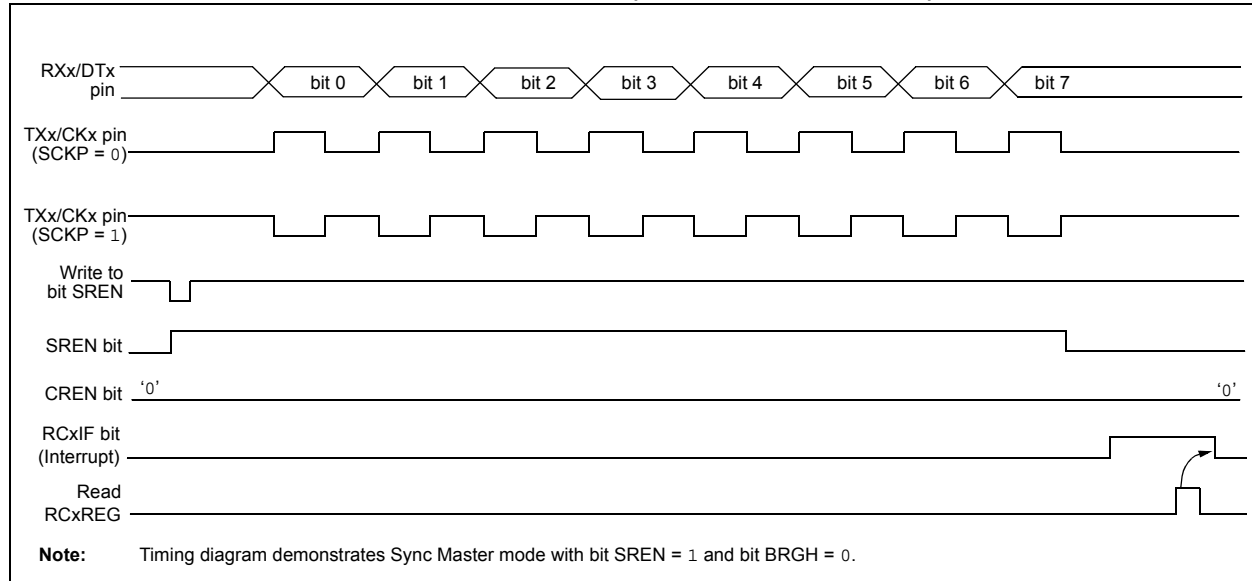 RXx/DTx
pin
bit 0 bit 1 bit 2 bit 3 bit 4 bit 5 bit 6 bit 7
TXx/CKx pin
(SCKP = 0)
TXx/CKx pin
(SCKP = 1)
Write to
bit SREN
SREN bit
CREN bit ‘0’ ‘0’
RCxIF bit
(Interrupt)
Read
RCxREG
Note: Timing diagram demonstrates Sync Master mode with bit SREN = 1 and bit BRGH = 0.